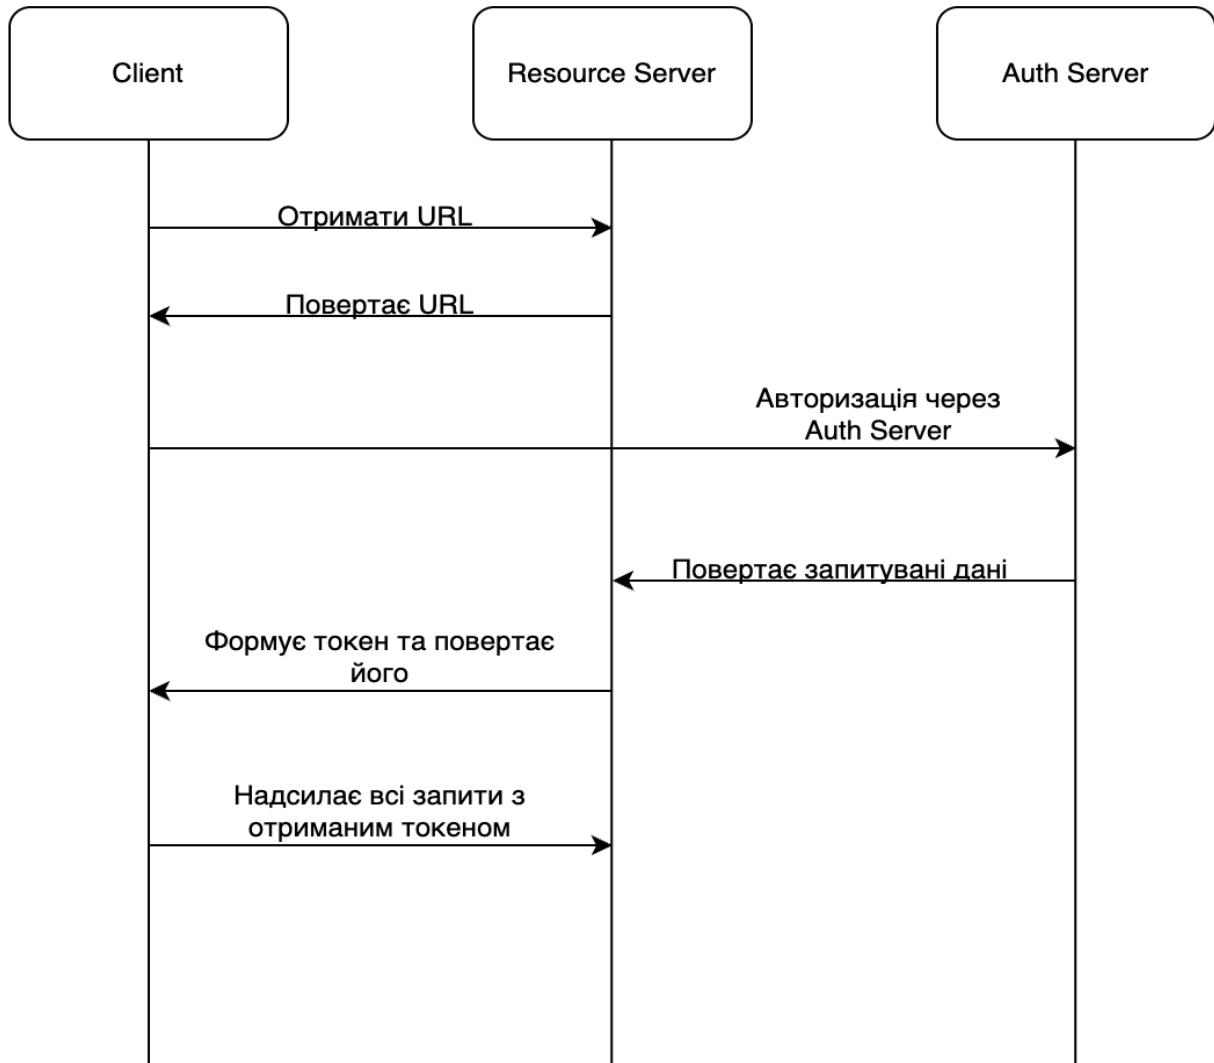 Client
Resource Server
Auth Server
Отримати URL
Повертає URL
Авторизація через
Auth Server
Повертає запитувані дані
Формує токен та повертає
його
Надсилає всі запити з
отриманим токеном